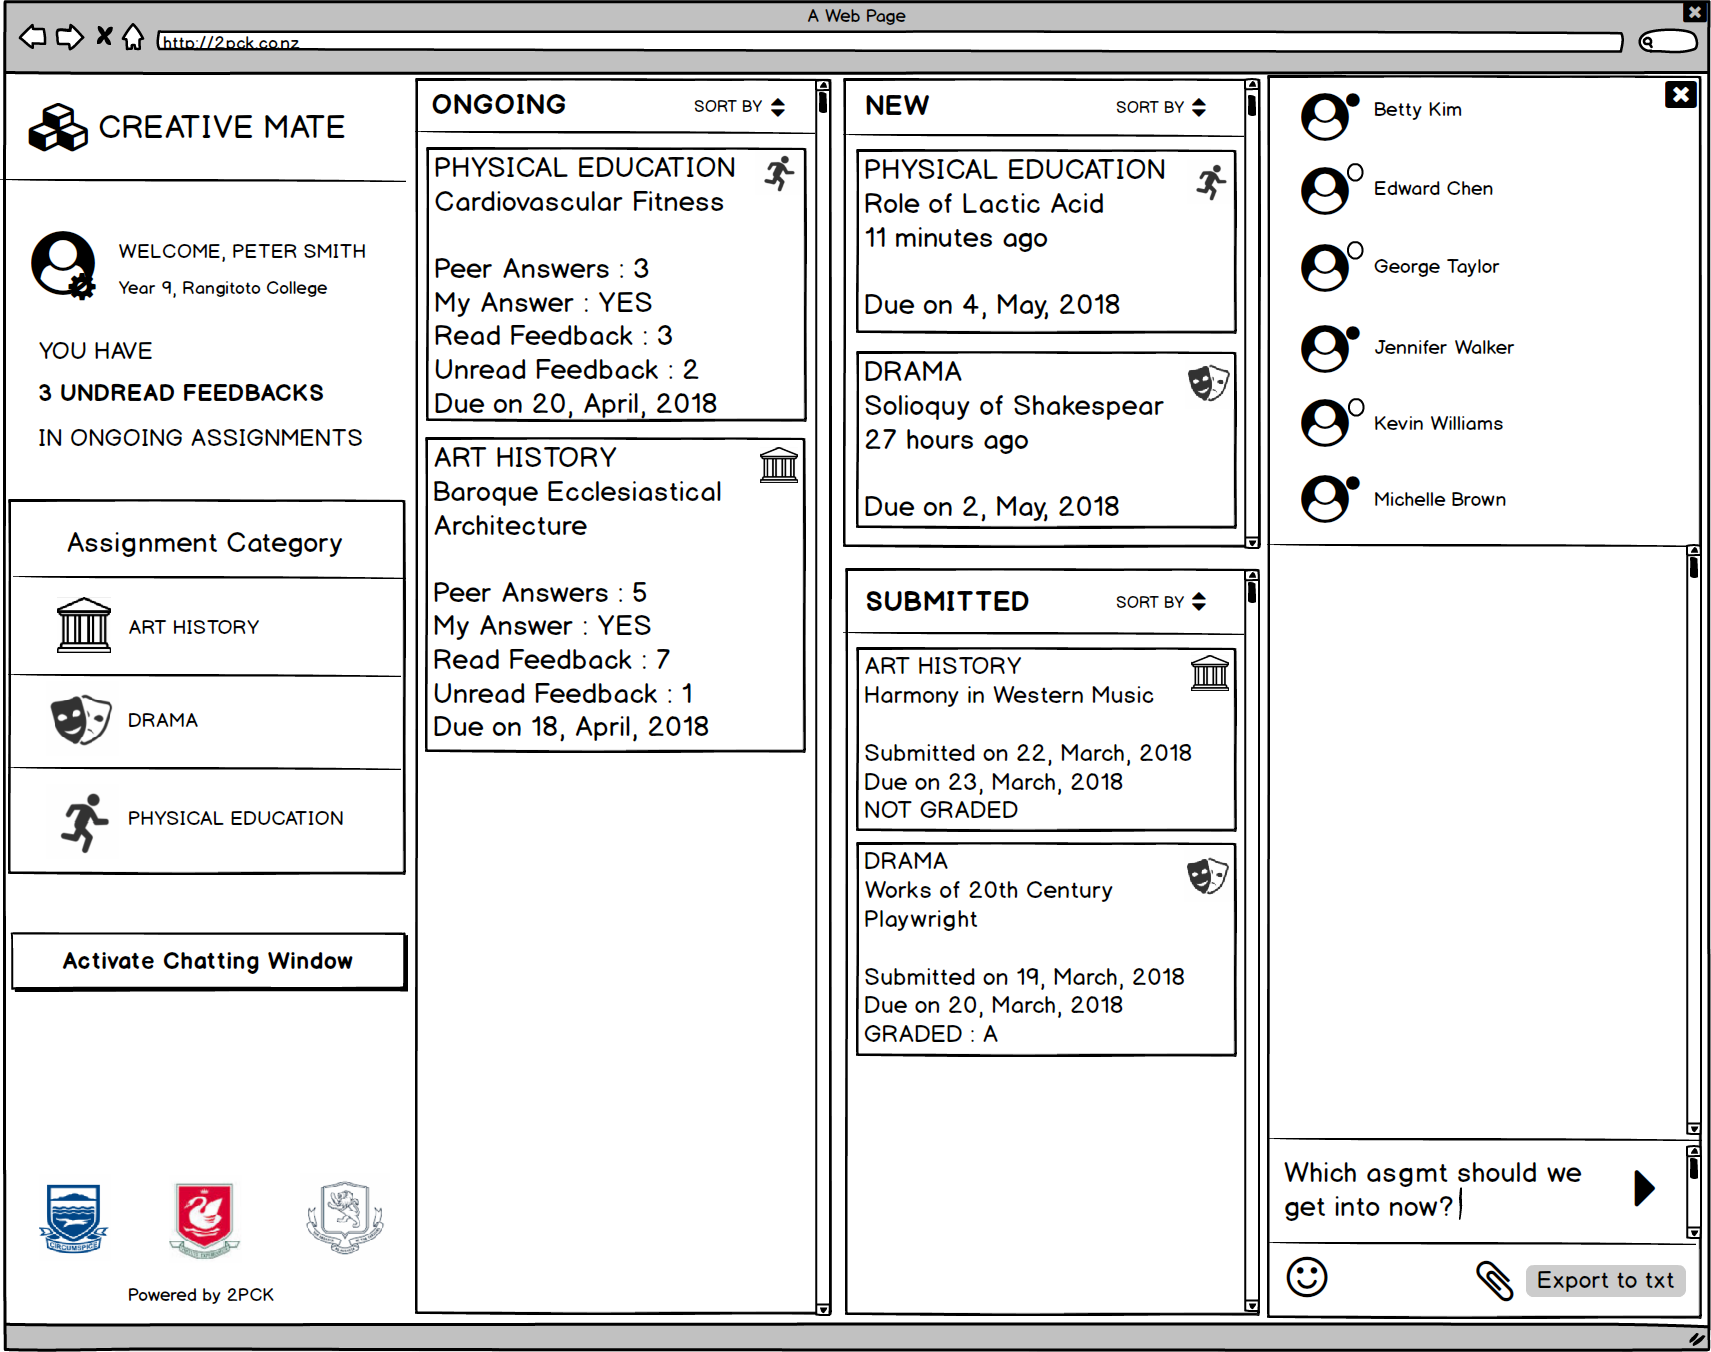 A Web Page
http://2pck.co.nz
CREATIVE MATE
WELCOME, PETER SMITH
Year 9, Rangitoto College
YOU HAVE
3 UNDREAD FEEDBACKS
IN ONGOING ASSIGNMENTS
Assignment Category
ART HISTORY
DRAMA
PHYSICAL EDUCATION
Activate Chatting Window
CIRCUMSPICE
Powered by 2PCK
ONGOING
SORT BY
PHYSICAL EDUCATION
Cardiovascular Fitness
Peer Answers : 3
My Answer : YES
Read Feedback : 3
Unread Feedback : 2
Due on 20, April, 2018
ART HISTORY
Baroque Ecclesiastical
Architecture
Peer Answers : 5
My Answer : YES
Read Feedback : 7
Unread Feedback : 1
Due on 18, April, 2018
NEW
SORT BY
PHYSICAL EDUCATION
Role of Lactic Acid
11 minutes ago
Due on 4, May, 2018
DRAMA
Solioquy of Shakespear
27 hours ago
Due on 2, May, 2018
SUBMITTED
SORT BY
ART HISTORY
Harmony in Western Music
Submitted on 22, March, 2018
Due on 23, March, 2018
NOT GRADED
DRAMA
Works of 20th Century
Playwright
Submitted on 19, March, 2018
Due on 20, March, 2018
GRADED : A
Betty Kim
Edward Chen
George Taylor
Jennifer Walker
Kevin Williams
Michelle Brown
Which asgmt should we
get into now?
Export to txt